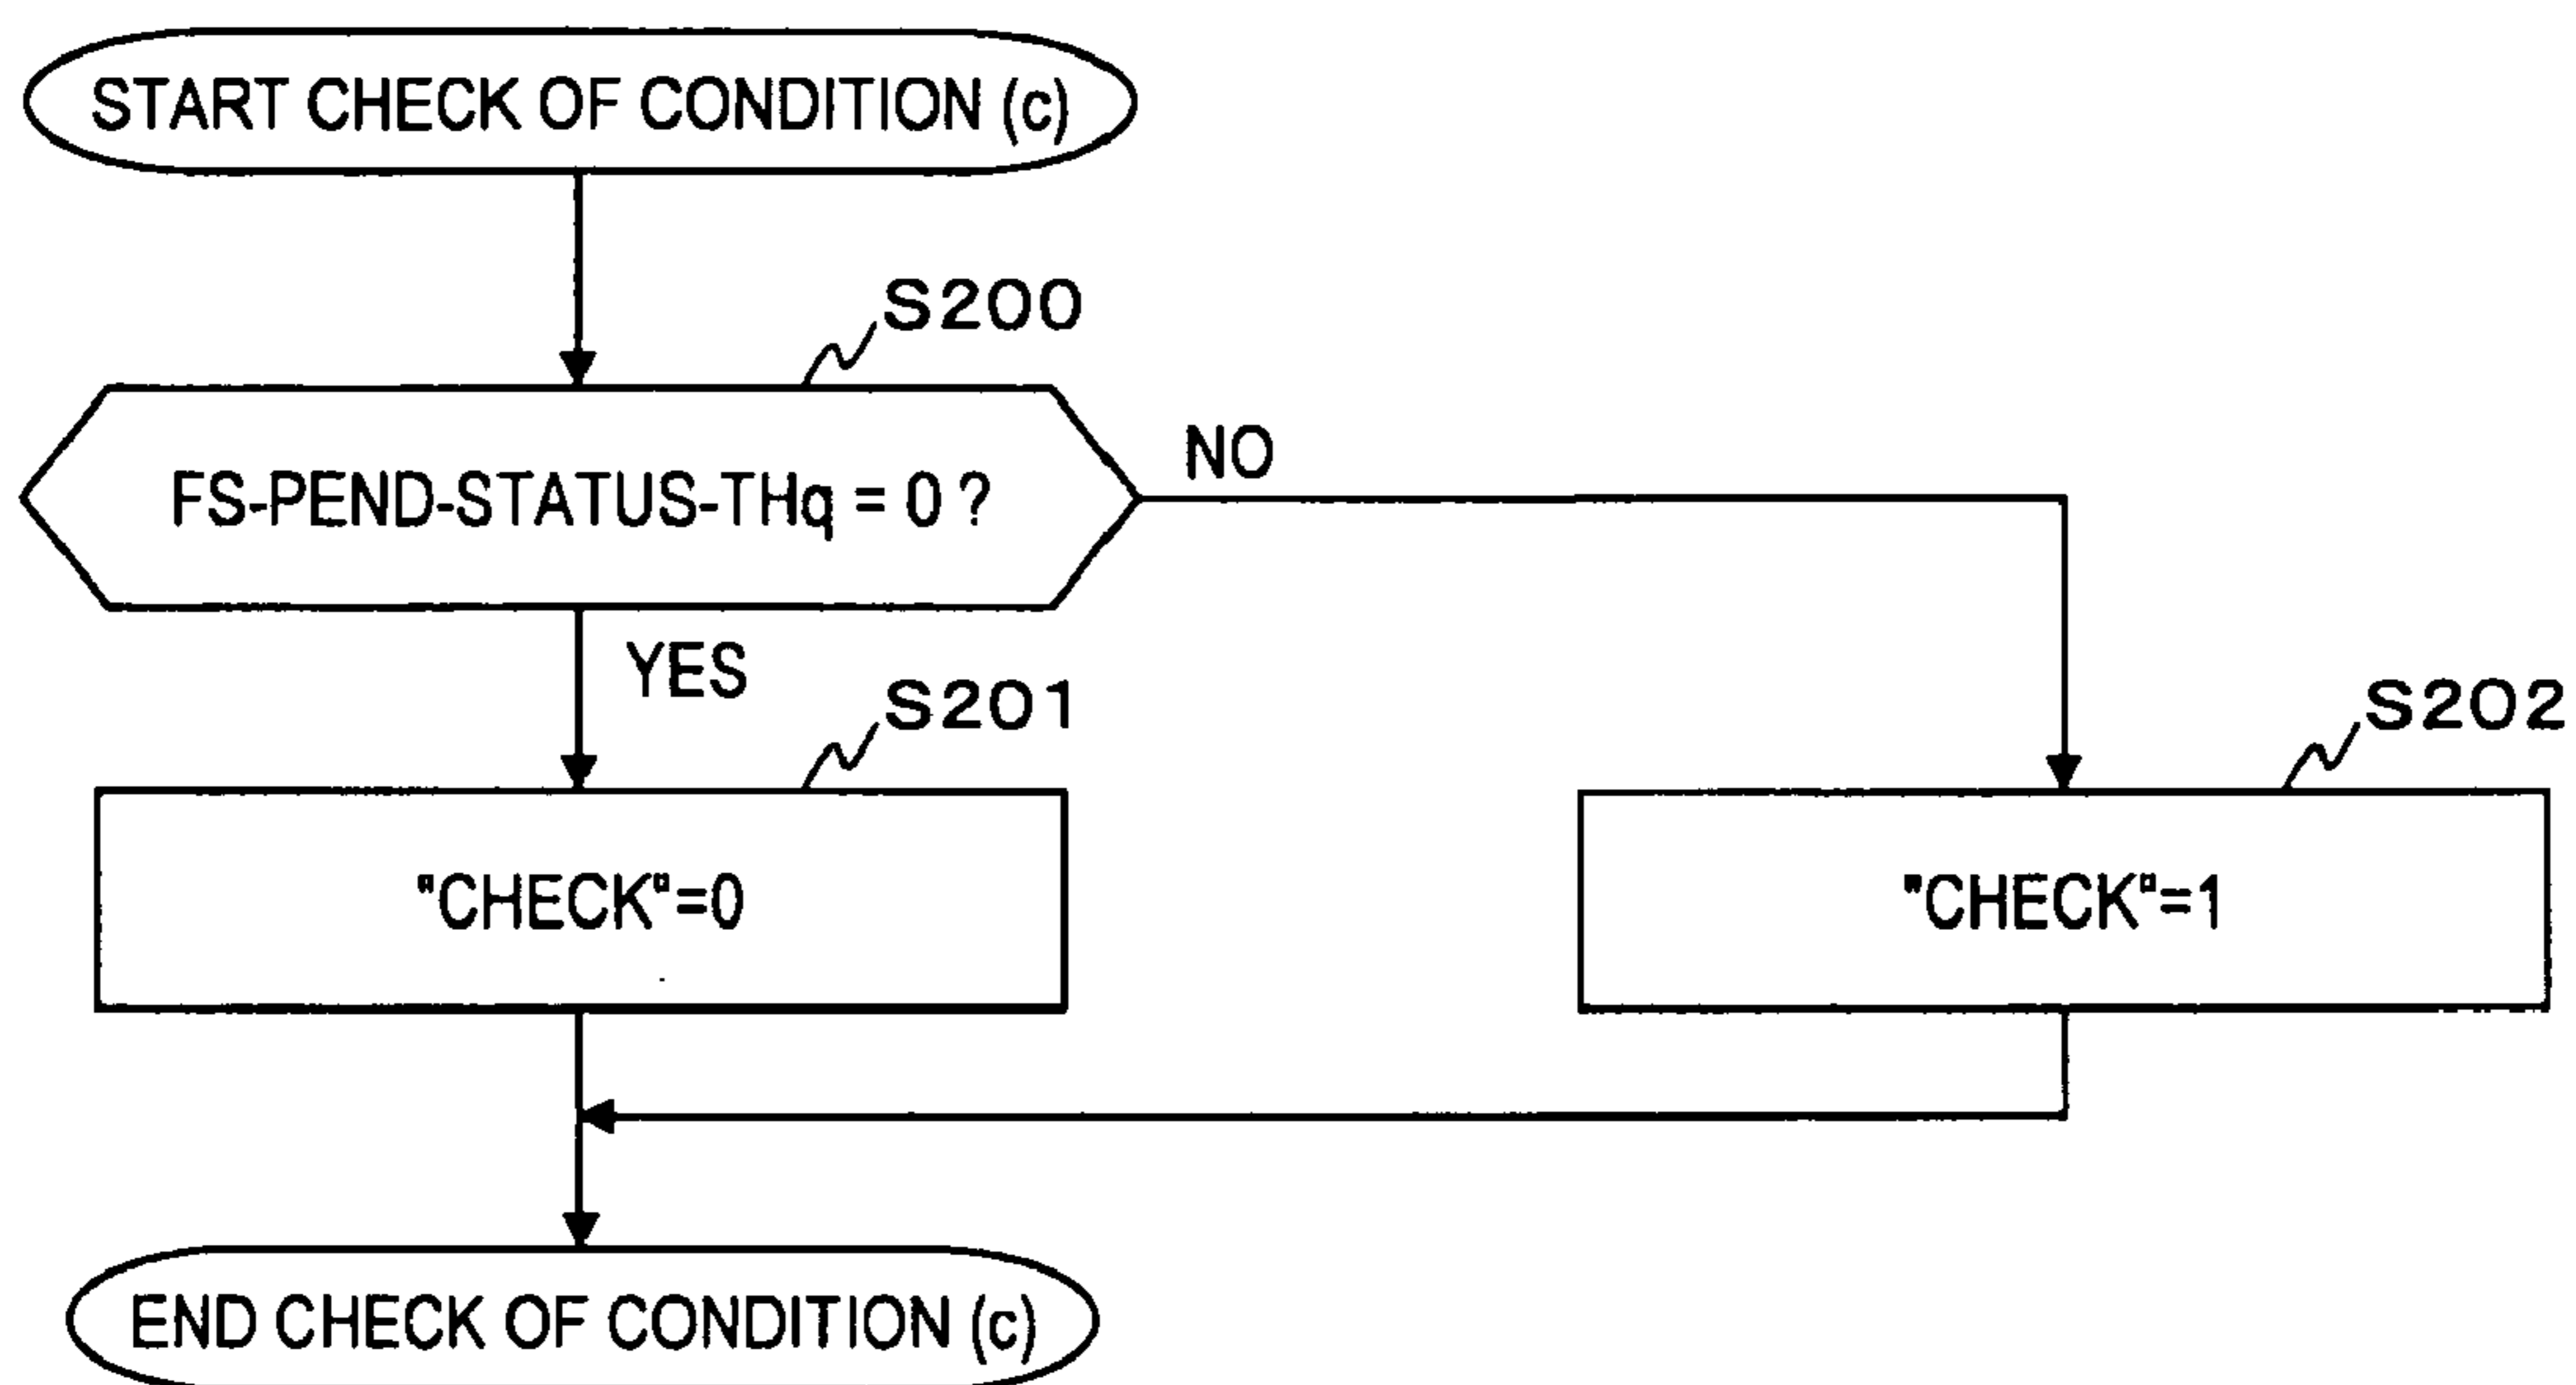 START CHECK OF CONDITION (c)
S200
FS-PEND-STATUS-THq = 0 ?
NO
YES
S201
S202
"CHECK"=0
"CHECK"=1
END CHECK OF CONDITION (c)